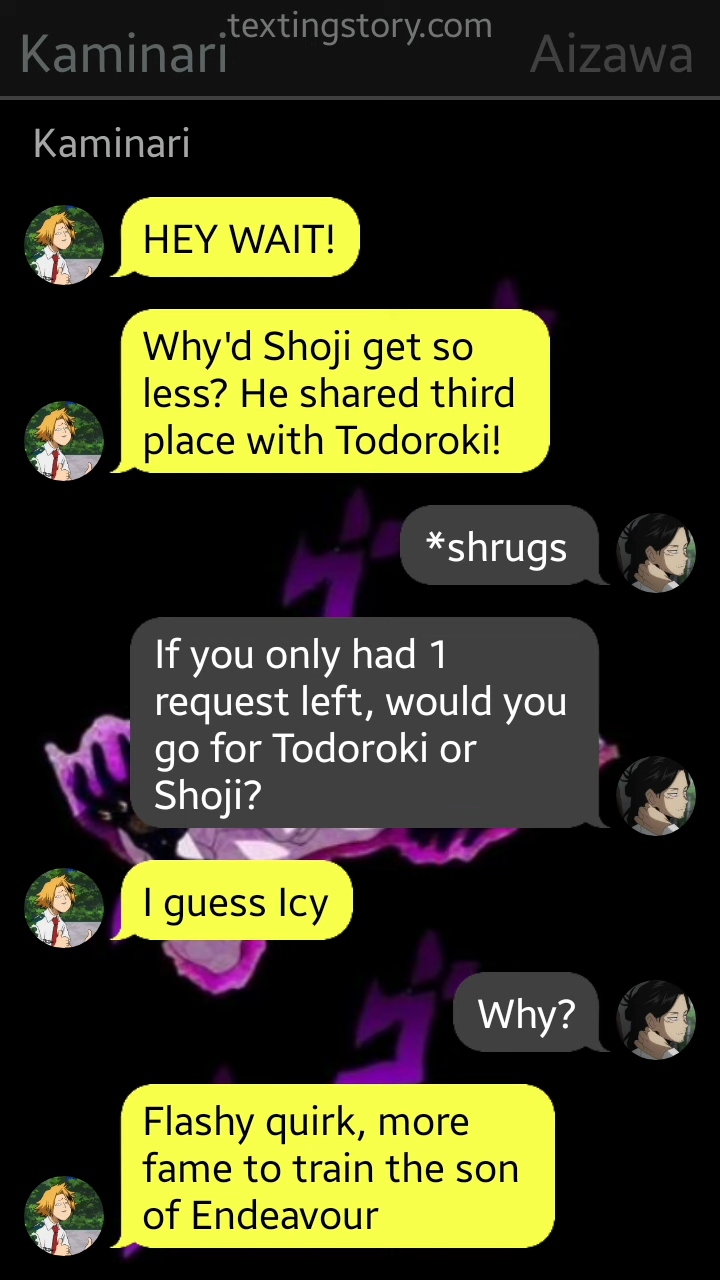 textingstory.com
Kaminari
Aizawa
Kaminari
HEY WAIT!
Why'd Shoji get so
less? He shared third
place with Todoroki!
*shrugs
If you only had 1
request left, would you
go for Todoroki or
Shoji?
I guess Icy
Why?
Flashy quirk, more
fame to train the son
of Endeavour